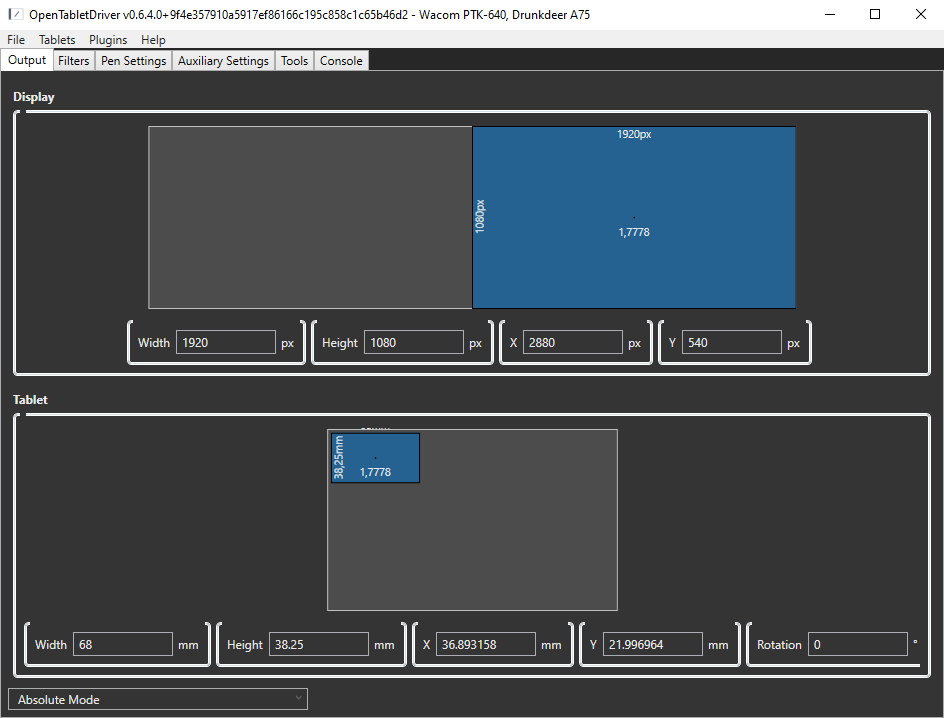 OpenTabletDriver v0.6.4.0+9f4e357910a5917ef86166c195c858c1c65b46d2 - Wacom PTK-640, Drunkdeer A75
File Tablets Plugins Help
Output Filters Pen Settings Auxiliary Settings Tools Console
Display
1920px
1080px
1,7778
Width 1920 px Height 1080 px X 2880 px Y 540 px
Tablet
38,25mm
1,7778
Width 68 mm Height 38.25 mm X 36.893158 mm Y 21.996964 mm Rotation 0 °
Absolute Mode